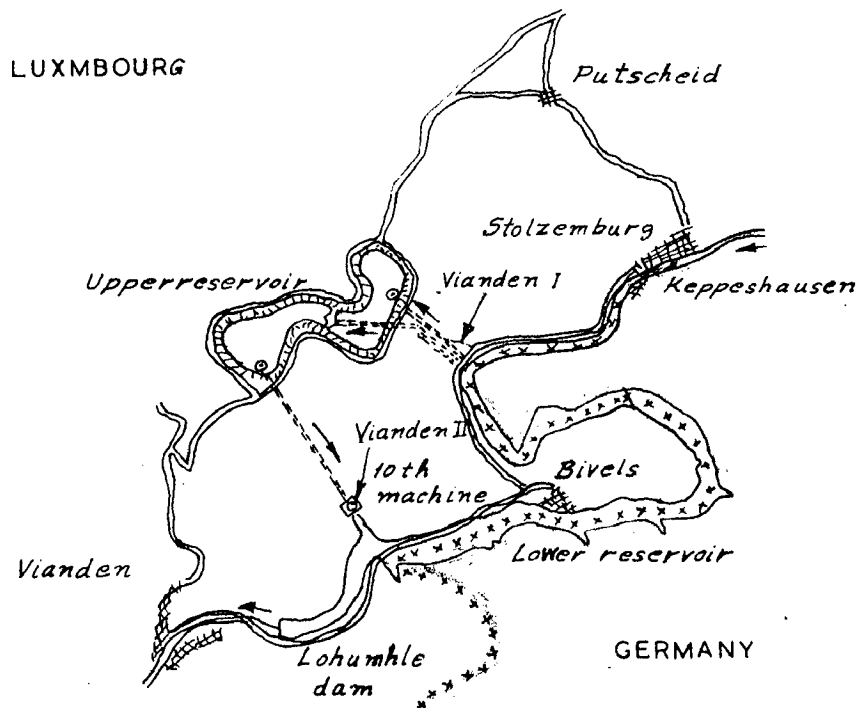 LUXMBOURG
Putscheid
Stolzemburg
Upperreservoir
Vianden I
Keppeshausen
Vianden II
10th
machine
Bivels
Lower reservoir
Vianden
Lohumhle
dam
GERMANY